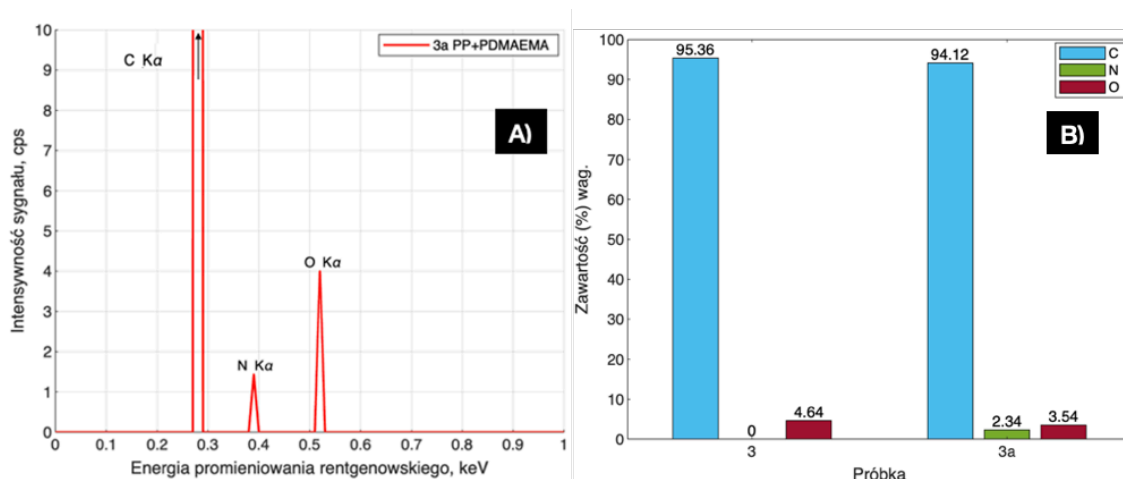 10
9
8
7
6
5
4
3
2
1
0
C Kα
3a PP+PDMAEMA
A)
O Kα
N Kα
0 0.1 0.2 0.3 0.4 0.5 0.6 0.7 0.8 0.9 1
Energia promieniowania rentgenowskiego, keV
Intensywność sygnału, cps
100
90
80
70
60
50
40
30
20
10
0
95.36
94.12
C
N
O
B)
0
4.64
2.34
3.54
3 3a
Próbka
Zawartość (%) wag.